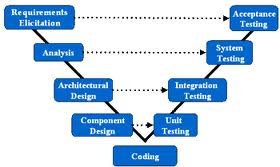 Requirements
Elicitation
Acceptance
Testing
Analysis
System
Testing
Architectural
Design
Integration
Testing
Component
Design
Unit
Testing
Coding